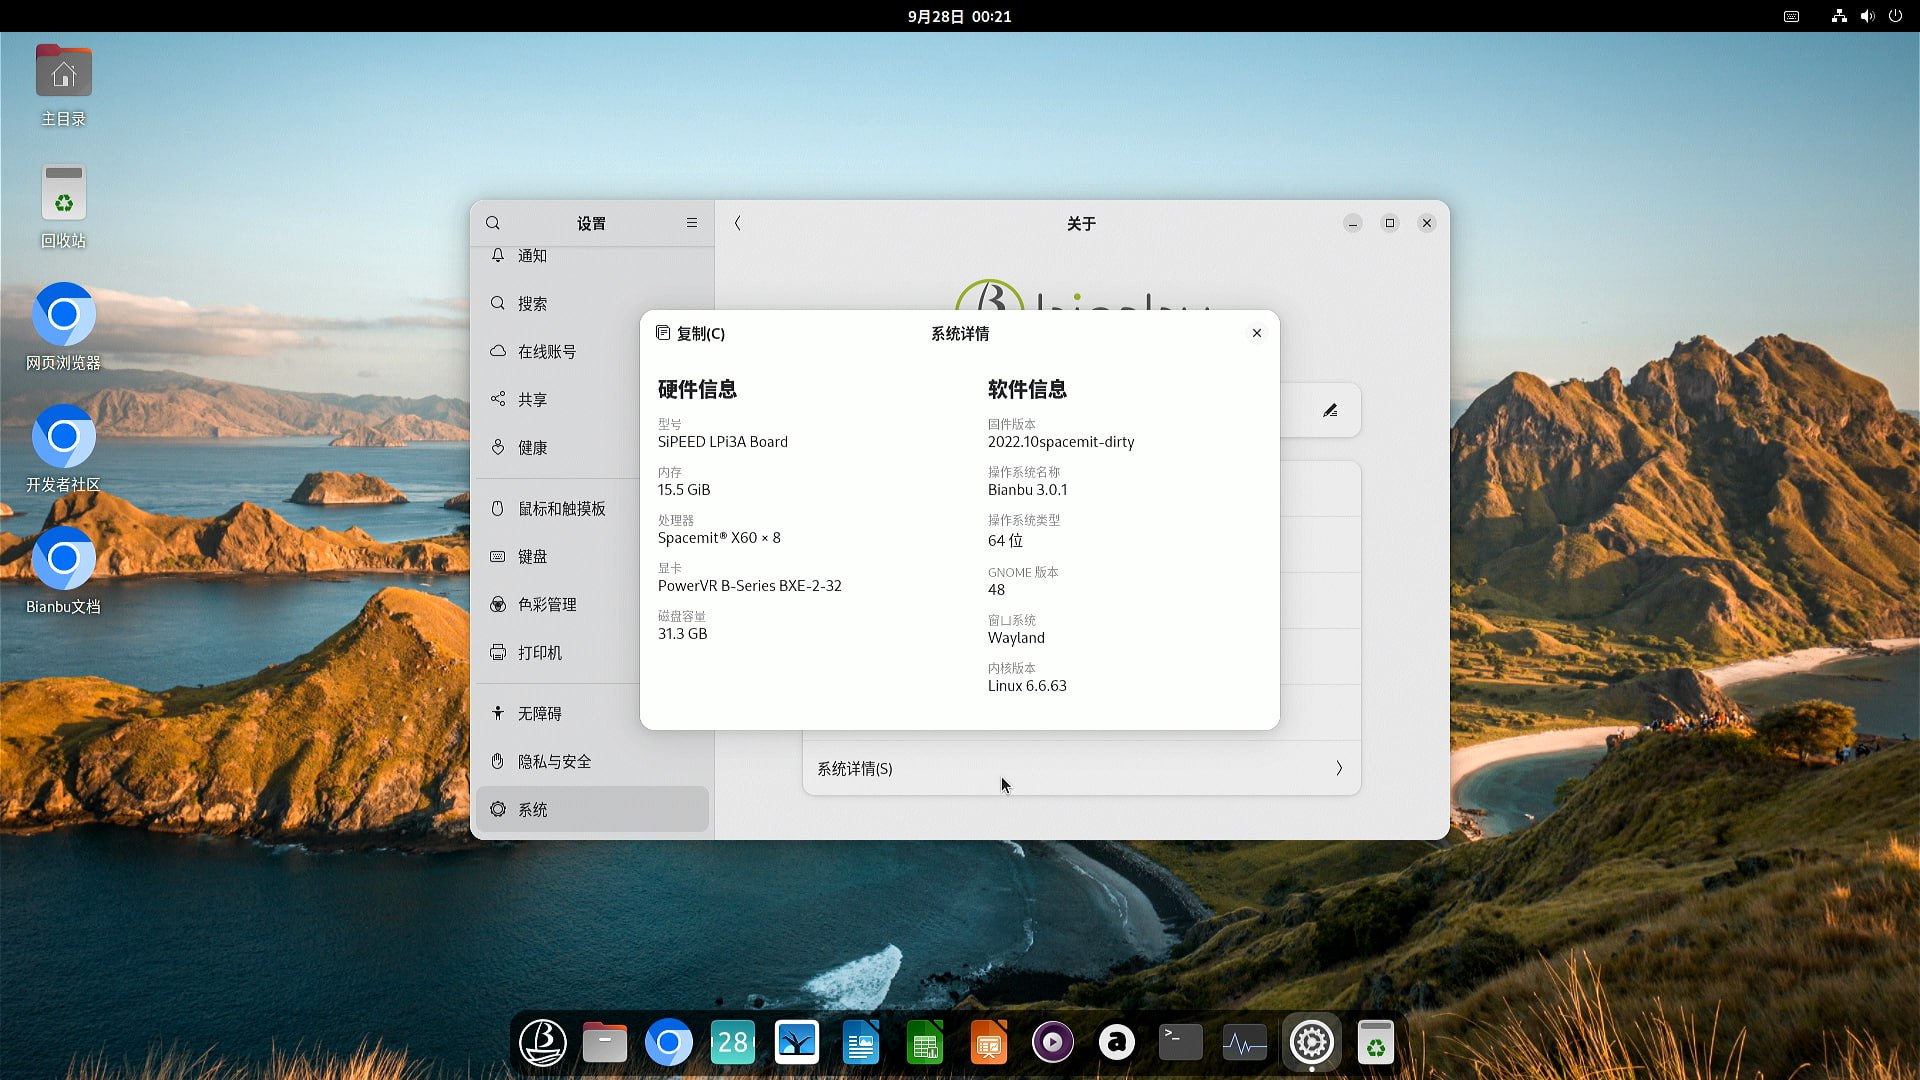 9月28日 00:21
主目录
回收站
网页浏览器
开发者社区
Bianbu文档
设置
关于
通知
搜索
在线账号
共享
健康
鼠标和触摸板
键盘
色彩管理
打印机
无障碍
隐私与安全
系统
复制(C)
系统详情
硬件信息
型号
SiPEED LPi3A Board
内存
15.5 GiB
处理器
Spacemit® X60 × 8
显卡
PowerVR B-Series BXE-2-32
磁盘容量
31.3 GB
软件信息
固件版本
2022.10spacemit-dirty
操作系统名称
Bianbu 3.0.1
操作系统类型
64 位
GNOME 版本
48
窗口系统
Wayland
内核版本
Linux 6.6.63
系统详情(S)
28